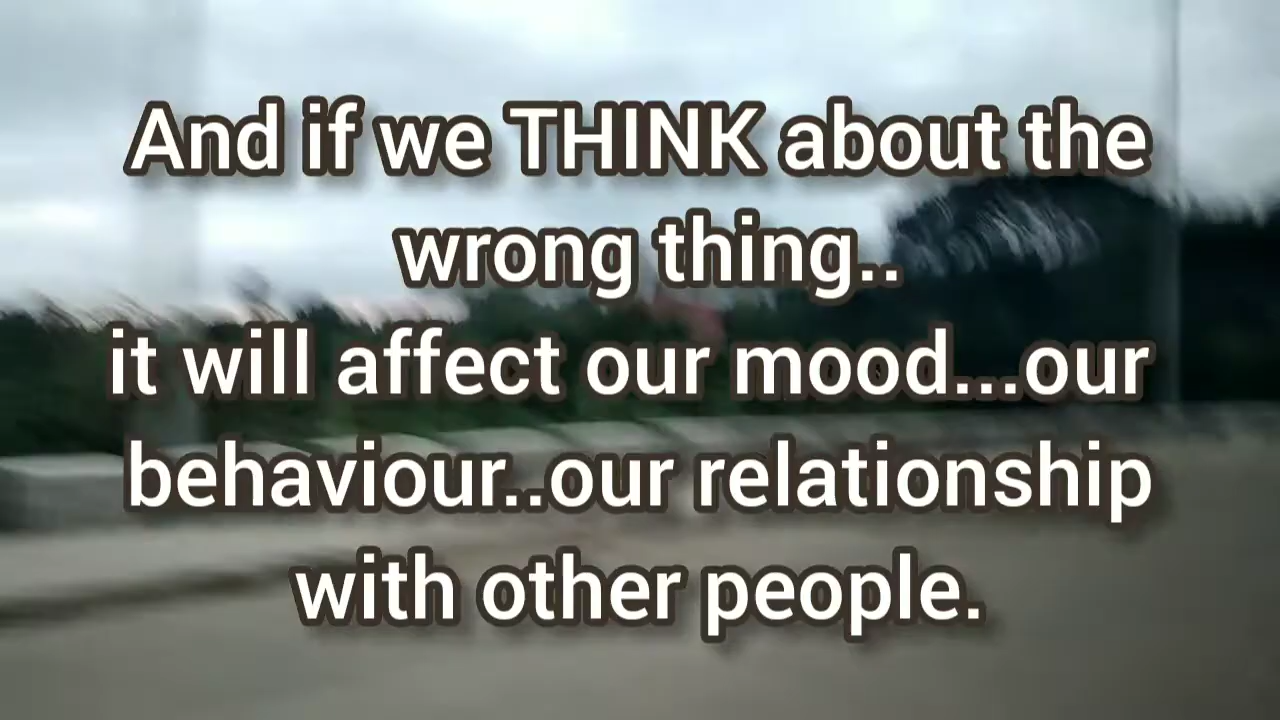 And if we THINK about the
wrong thing..
it will affect our mood...our
behaviour..our relationship
with other people.